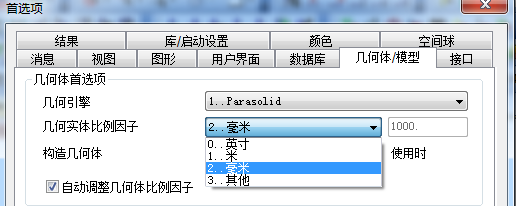 首选项
结果 库/启动设置 颜色 空间球
消息 视图 图形 用户界面 数据库 几何体/模型 接口
几何体首选项
几何引擎 1..Parasolid
几何实体比例因子 2..毫米 1000.
0..英寸
构造几何体 1..米 使用时
2..毫米
3..其他
自动调整几何体比例因子